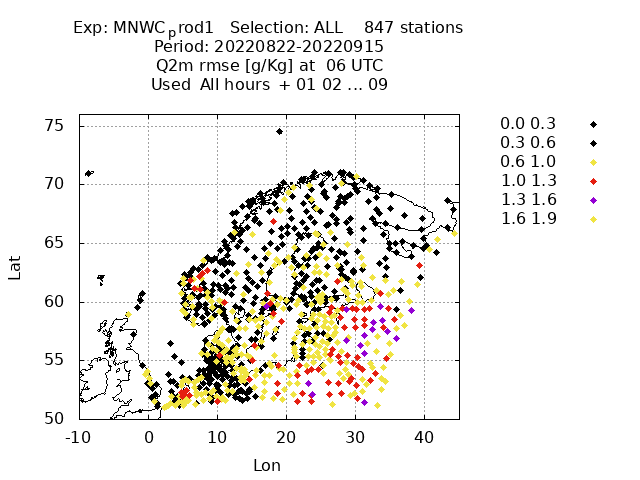 Exp: MNWCprod1 Selection: ALL 847 stations
Period: 20220822-20220915
Q2m rmse [g/Kg] at 06 UTC
Used All hours + 01 02 ... 09
75
70
65
60
55
50
-10 0 10 20 30 40
Lat
Lon
0.0 0.3
0.3 0.6
0.6 1.0
1.0 1.3
1.3 1.6
1.6 1.9